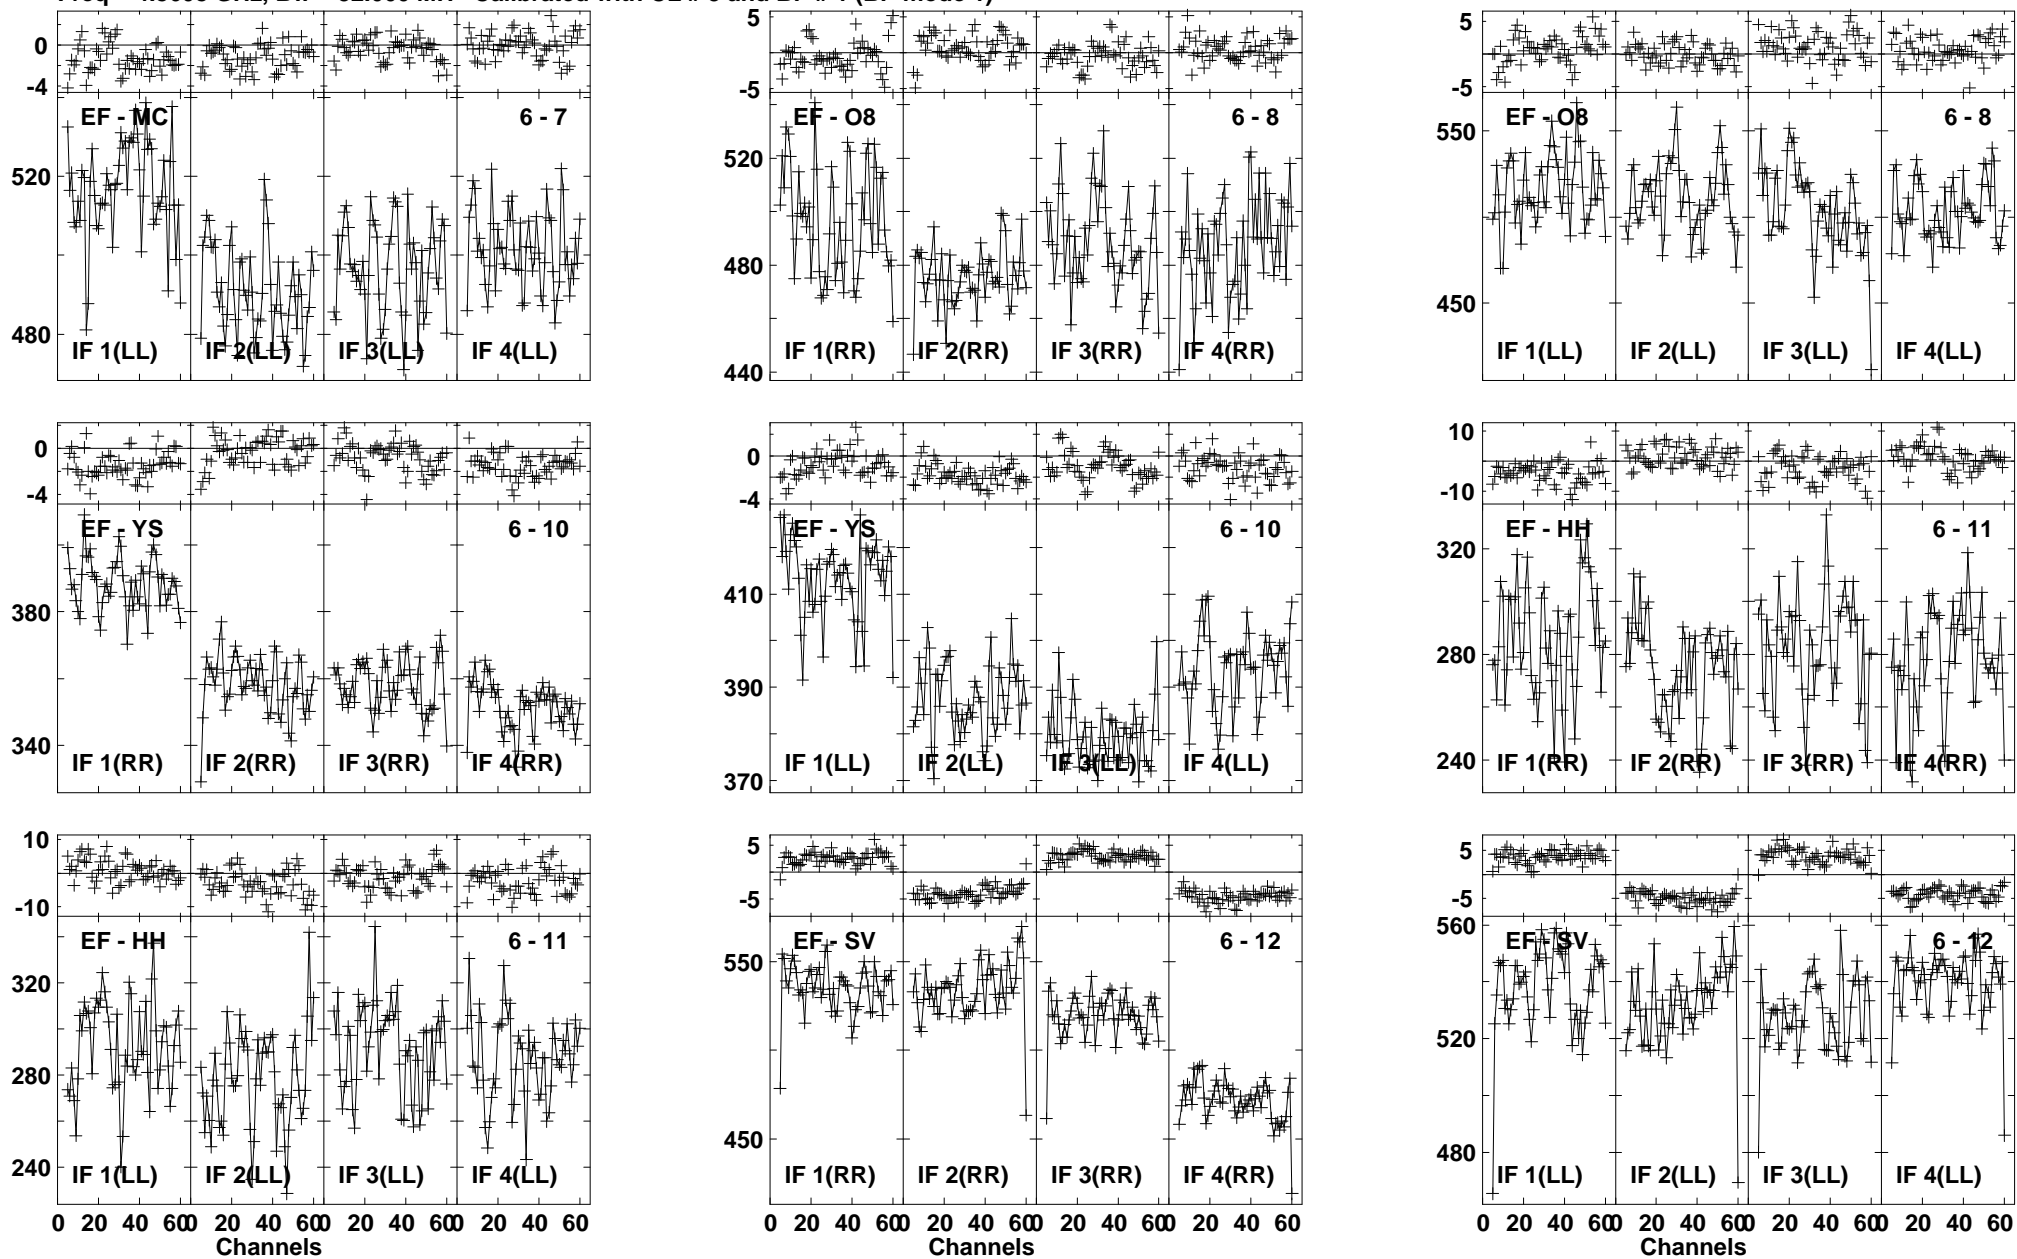 5 5
0 0
-4 -5 -5
EF - MC 6 - 7 EF - O8 6 - 8 EF - O8 6 - 8
550
520 520
480
450
480
440
IF 1(LL) IF 2(LL) IF 3(LL) IF 4(LL) IF 1(RR) IF 2(RR) IF 3(RR) IF 4(RR) IF 1(LL) IF 2(LL) IF 3(LL) IF 4(LL)
0 0 10
-4 -4 -10
EF - YS 6 - 10 EF - YS 6 - 10 EF - HH 6 - 11
320
410
380
390 280
340
370 240
IF 1(RR) IF 2(RR) IF 3(RR) IF 4(RR) IF 1(LL) IF 2(LL) IF 3(LL) IF 4(LL) IF 1(RR) IF 2(RR) IF 3(RR) IF 4(RR)
10 5 5
-10 -5 -5
EF - HH 6 - 11 EF - SV 6 - 12 EF - SV 6 - 12
560
320 550
280 520
240 450 480
IF 1(LL) IF 2(LL) IF 3(LL) IF 4(LL) IF 1(RR) IF 2(RR) IF 3(RR) IF 4(RR) IF 1(LL) IF 2(LL) IF 3(LL) IF 4(LL)
0 20 40 60 0 20 40 60 0 20 40 60 0 20 40 60 0 20 40 60 0 20 40 60 0 20 40 60 0 20 40 60 0 20 40 60 0 20 40 60 0 20 40 60 0 20 40 60
Channels Channels Channels